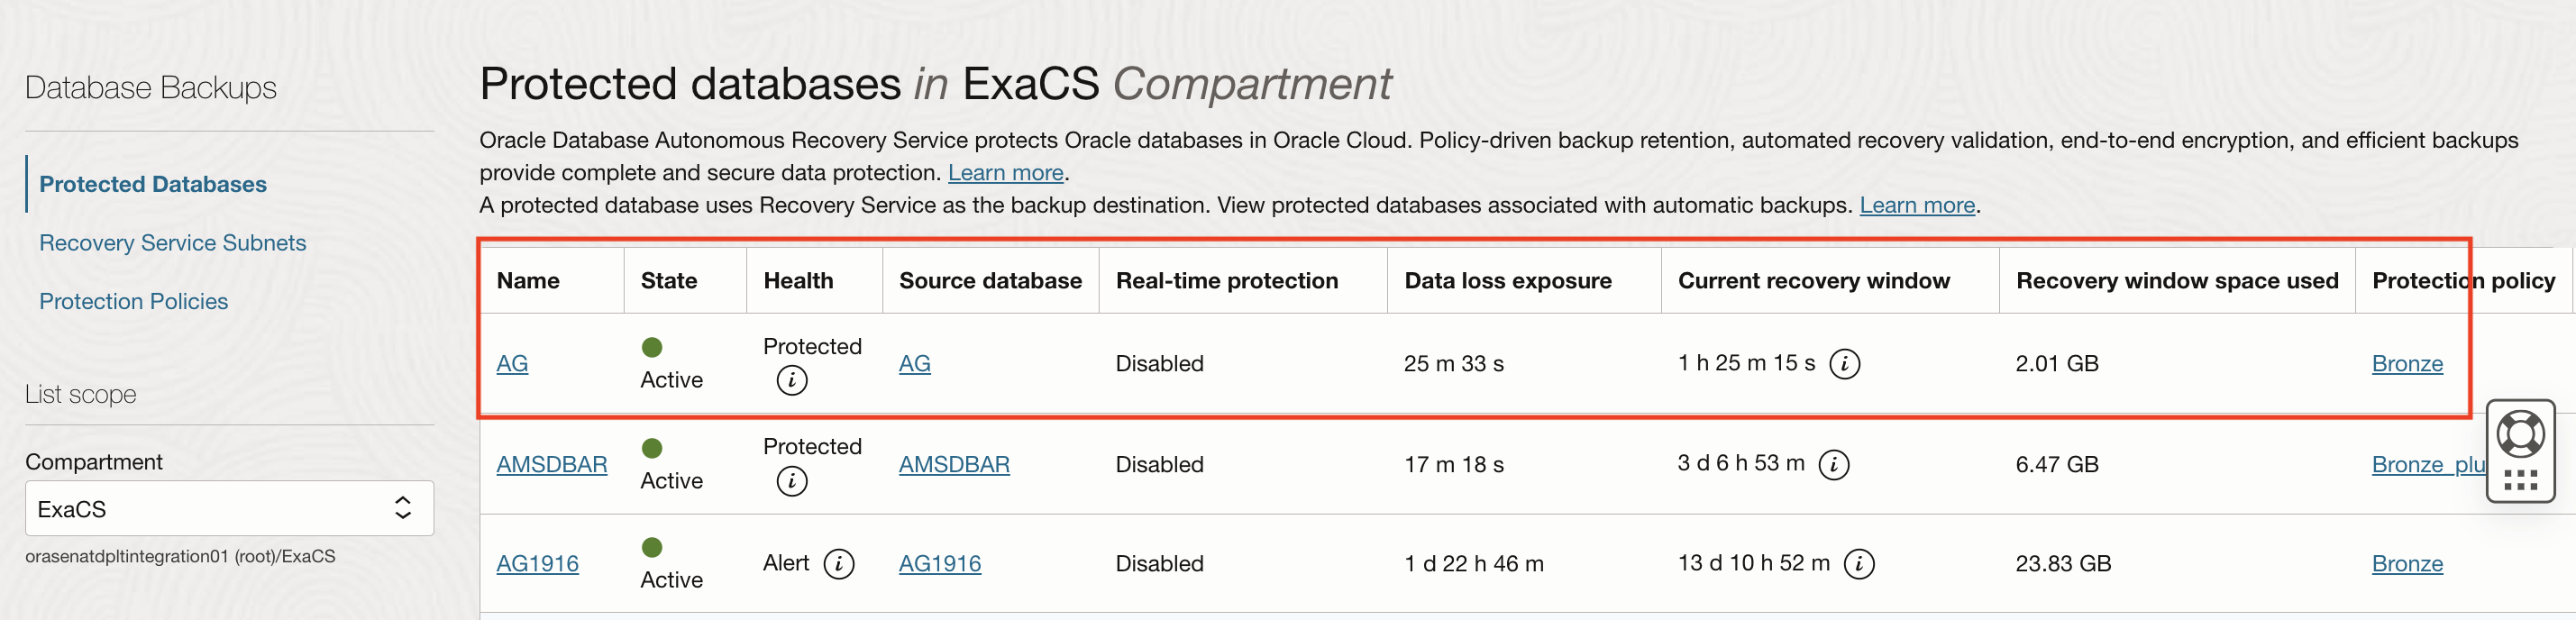 Database Backups
Protected Databases
Recovery Service Subnets
Protection Policies
List scope
Compartment
ExaCS
orasenatdpltintegration01 (root)/ExaCS
Protected databases in ExaCS Compartment
Oracle Database Autonomous Recovery Service protects Oracle databases in Oracle Cloud. Policy-driven backup retention, automated recovery validation, end-to-end encryption, and efficient backups
provide complete and secure data protection. Learn more.
A protected database uses Recovery Service as the backup destination. View protected databases associated with automatic backups. Learn more.
Name State Health Source database Real-time protection Data loss exposure Current recovery window Recovery window space used Protection policy
AG Active Protected AG Disabled 25 m 33 s 1 h 25 m 15 s 2.01 GB Bronze
AMSDBAR Active Protected AMSDBAR Disabled 17 m 18 s 3 d 6 h 53 m 6.47 GB Bronze_plu
AG1916 Active Alert AG1916 Disabled 1 d 22 h 46 m 13 d 10 h 52 m 23.83 GB Bronze